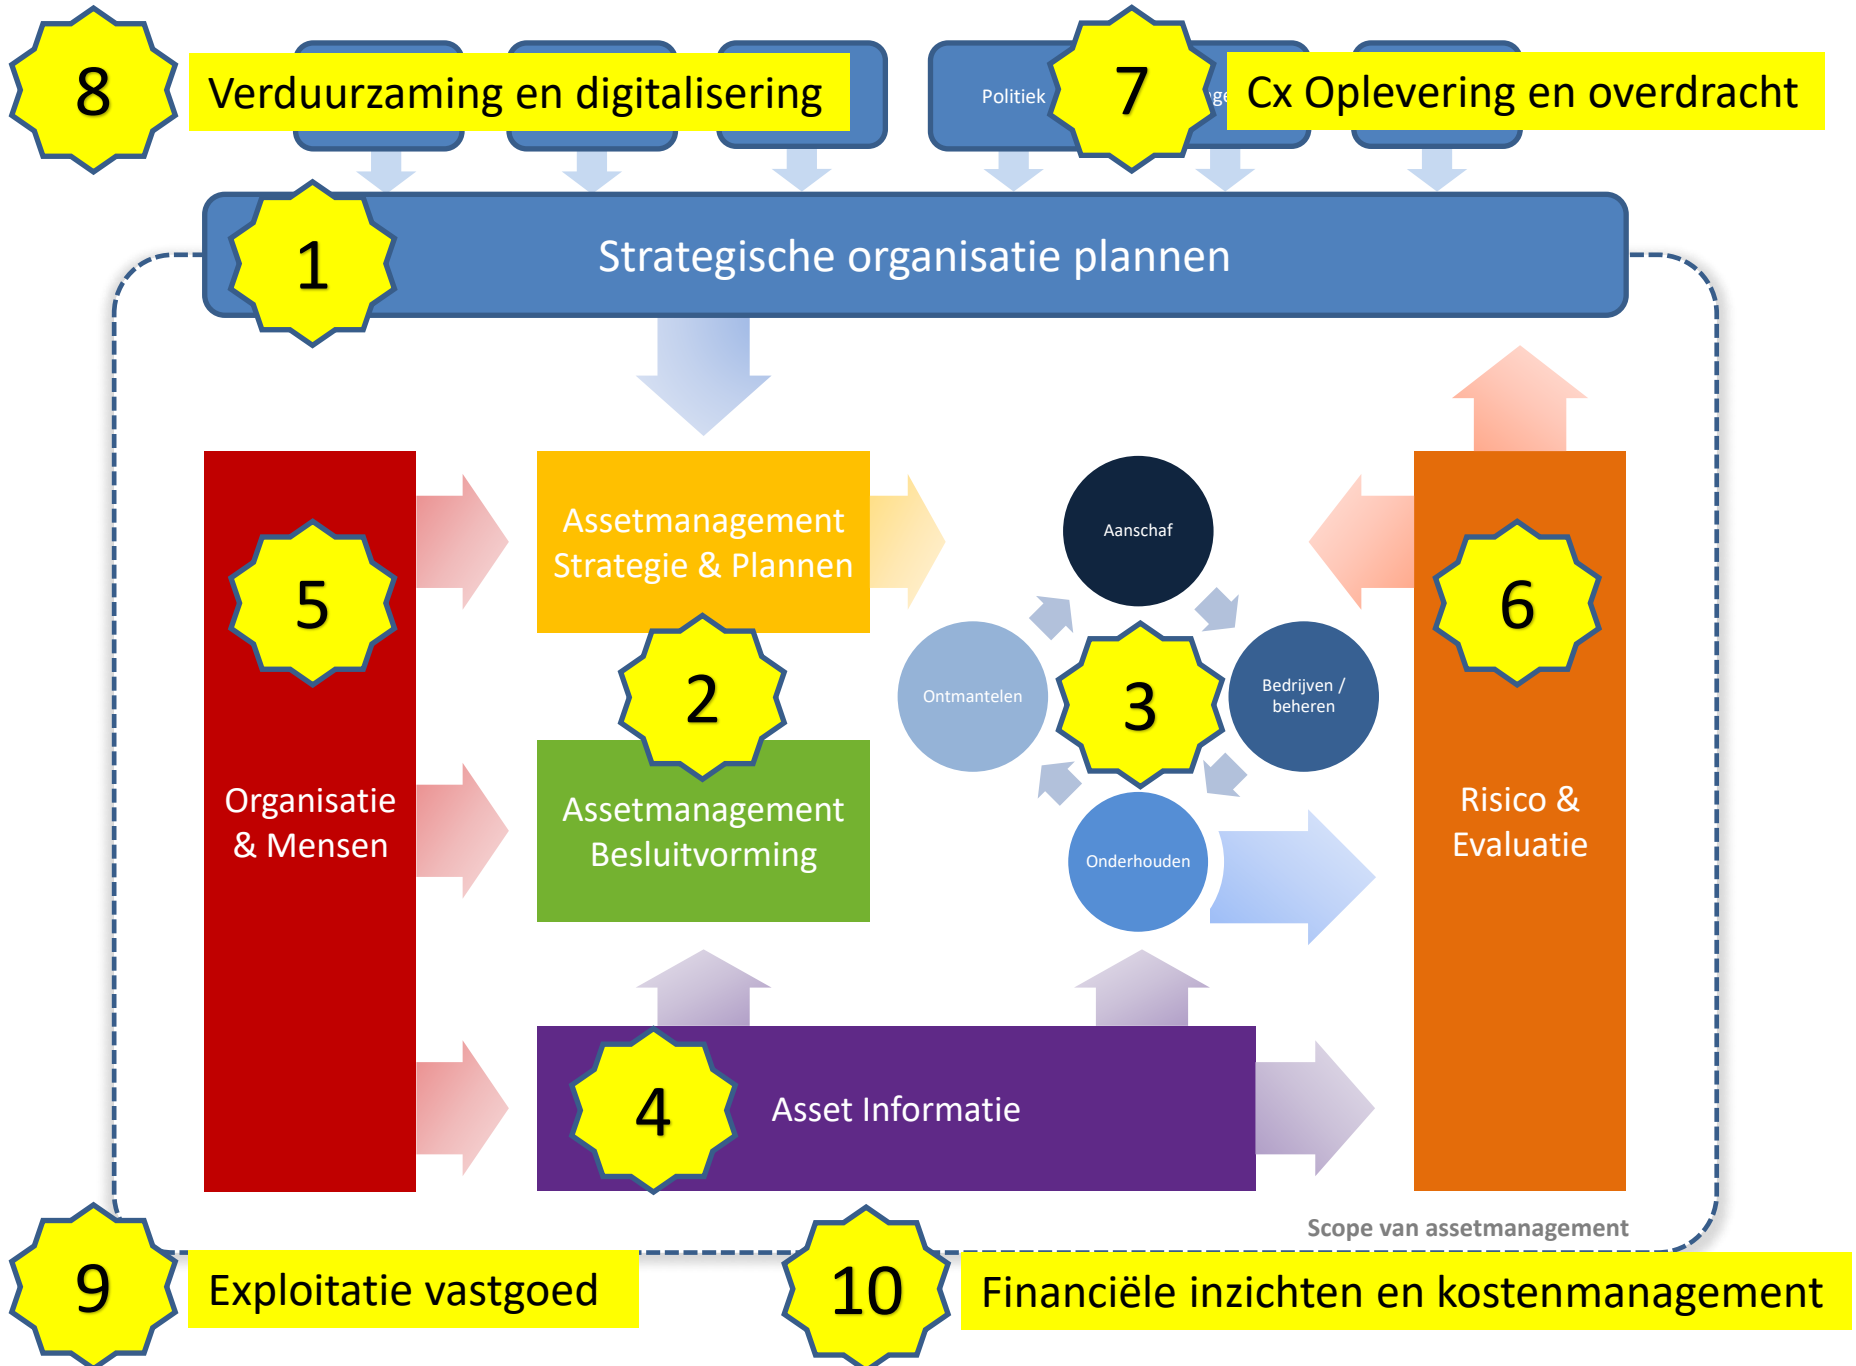 8
Verduurzaming en digitalisering
Politiek
7
Cx Oplevering en overdracht
1
Strategische organisatie plannen
5
Organisatie
& Mensen
Assetmanagement
Strategie & Plannen
2
Assetmanagement
Besluitvorming
Aanschaf
Ontmantelen
3
Bedrijven /
beheren
Onderhouden
6
Risico &
Evaluatie
4
Asset Informatie
Scope van assetmanagement
9
Exploitatie vastgoed
10
Financiële inzichten en kostenmanagement